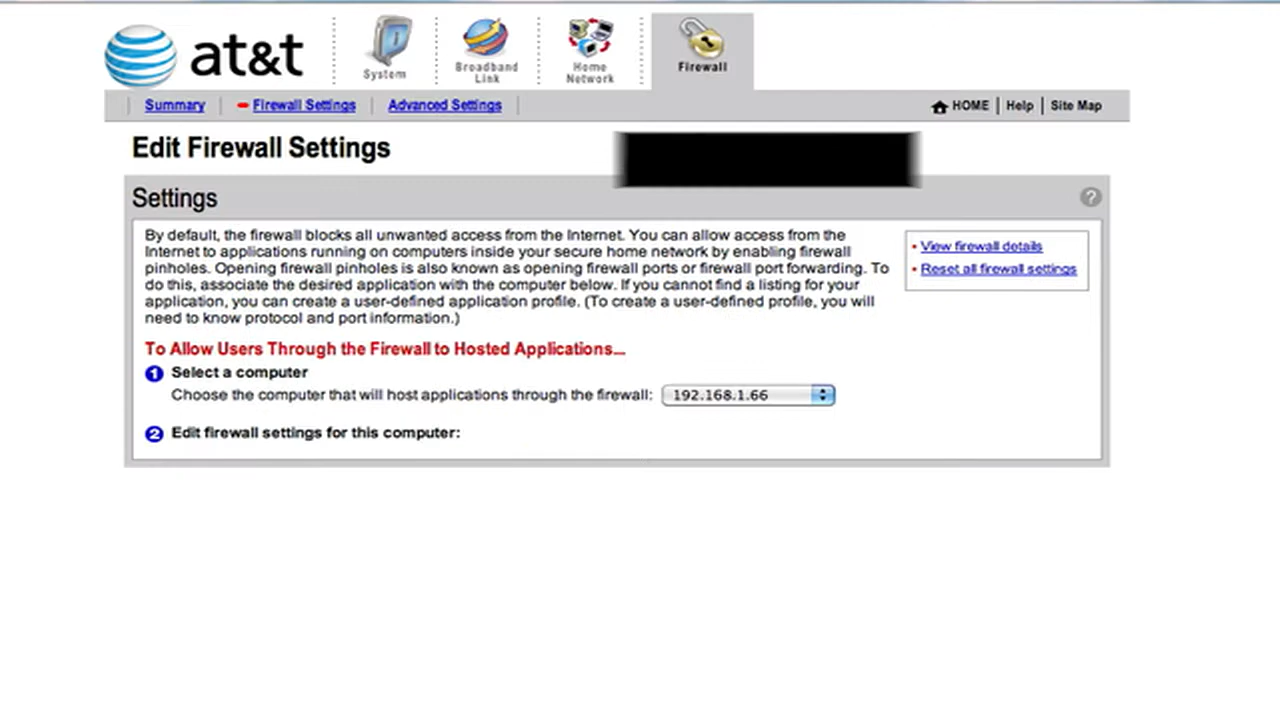 at&t
System
Broadband
Link
Home
Network
Firewall
Summary
Firewall Settings
Advanced Settings
HOME
Help
Site Map
Edit Firewall Settings
Settings
?
By default, the firewall blocks all unwanted access from the Internet. You can allow access from the
Internet to applications running on computers inside your secure home network by enabling firewall
pinholes. Opening firewall pinholes is also known as opening firewall ports or firewall port forwarding. To
do this, associate the desired application with the computer below. If you cannot find a listing for your
application, you can create a user-defined application profile. (To create a user-defined profile, you will
need to know protocol and port information.)
View firewall details
Reset all firewall settings
To Allow Users Through the Firewall to Hosted Applications...
1 Select a computer
Choose the computer that will host applications through the firewall: 192.168.1.66
2 Edit firewall settings for this computer: